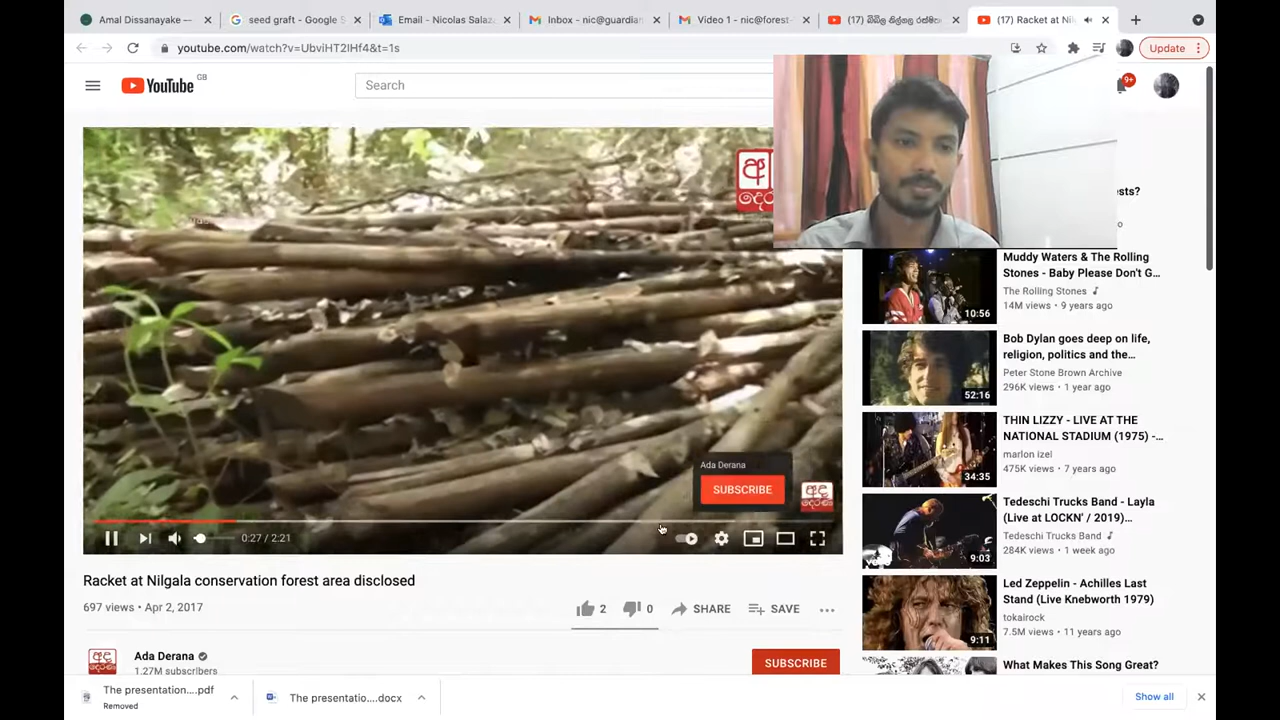 Amal Dissanayake —
seed graft - Google S
Email - Nicolas Salaz
Inbox - nic@guardian
Video 1 - nic@forest-
(17) Racket at Nilg
youtube.com/watch?v=UbviHT2IHf4&t=1s
Update
YouTube
GB
Search
9+
ests?
අ
දෙරණ
Muddy Waters & The Rolling
Stones - Baby Please Don't G...
The Rolling Stones
14M views • 9 years ago
10:56
Bob Dylan goes deep on life,
religion, politics and the...
Peter Stone Brown Archive
296K views • 1 year ago
52:16
THIN LIZZY - LIVE AT THE
NATIONAL STADIUM (1975) -...
marlon izel
475K views • 7 years ago
34:35
Ada Derana
SUBSCRIBE
අද
දෙරණ
Tedeschi Trucks Band - Layla
(Live at LOCKN' / 2019)...
Tedeschi Trucks Band
284K views • 1 week ago
9:03
0:27 / 2:21
Racket at Nilgala conservation forest area disclosed
697 views • Apr 2, 2017
2
0
SHARE
SAVE
Led Zeppelin - Achilles Last
Stand (Live Knebworth 1979)
tokairock
7.5M views • 11 years ago
9:11
අද
දෙරණ
Ada Derana
1.27M subscribers
SUBSCRIBE
What Makes This Song Great?
The presentation....pdf
Removed
The presentatio....docx
Show all